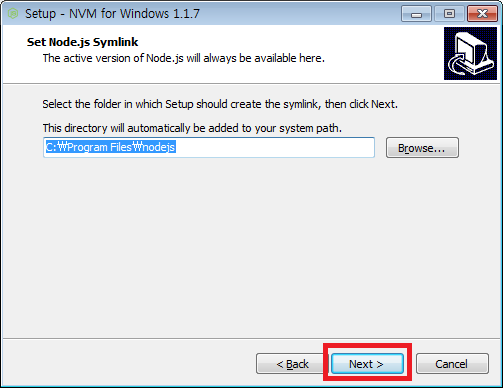 Setup - NVM for Windows 1.1.7
Set Node.js Symlink
The active version of Node.js will always be available here.
Select the folder in which Setup should create the symlink, then click Next.
This directory will automatically be added to your system path.
C:₩Program Files₩nodejs
Browse...
< Back
Next >
Cancel